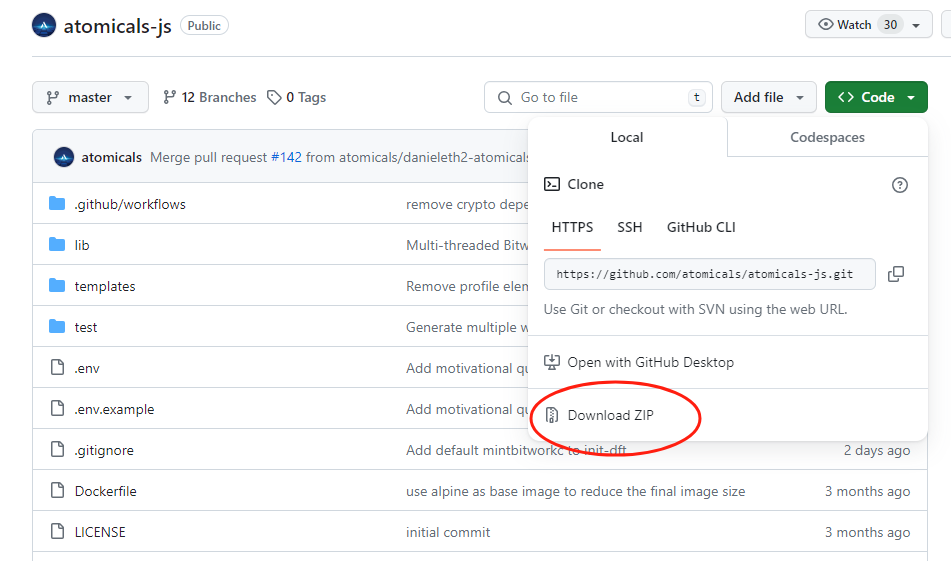 atomicals-js Public
Watch 30
master 12 Branches 0 Tags
Go to file t
Add file
Code
Local Codespaces
atomicals Merge pull request #142 from atomicals/danieleth2-atomicals
Clone
.github/workflows remove crypto
HTTPS SSH GitHub CLI
lib Multi-threaded
https://github.com/atomicals/atomicals-js.git
templates Remove profile
Use Git or checkout with SVN using the web URL.
test Generate multiple
Open with GitHub Desktop
.env Add motivational
.env.example Add motivational
Download ZIP
.gitignore Add default mintbitworkc to init-dft 2 days ago
Dockerfile use alpine as base image to reduce the final image size 3 months ago
LICENSE initial commit 3 months ago